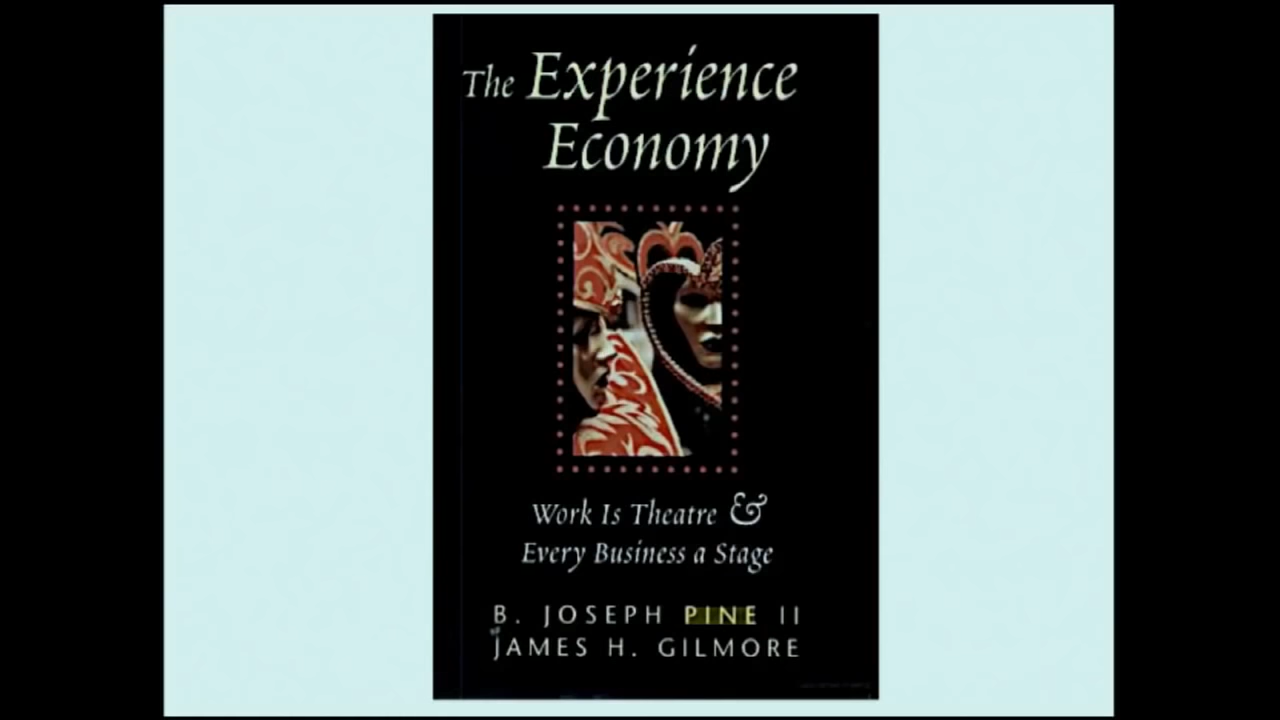 The Experience
Economy
Work Is Theatre &
Every Business a Stage
B. JOSEPH PINE II
JAMES H. GILMORE